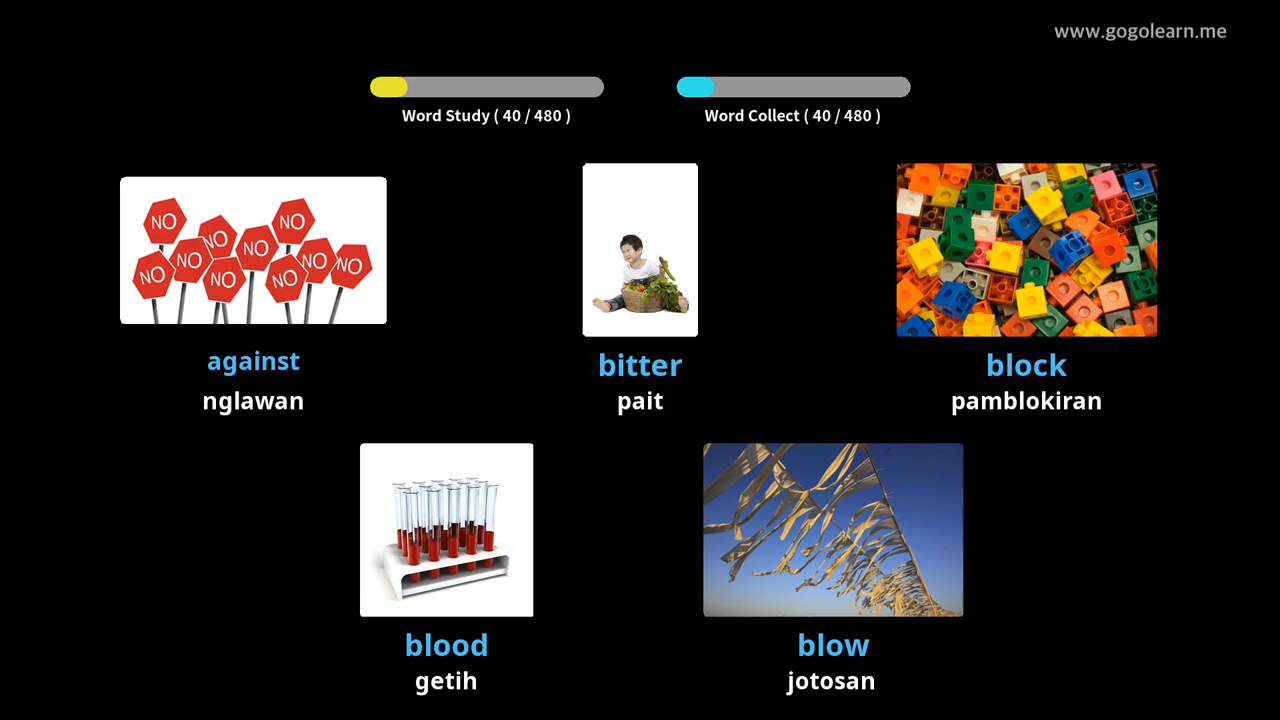 www.gogolearn.me
Word Study ( 40 / 480 )
Word Collect ( 40 / 480 )
NO
NO
NO
NO
NO
NO
NO
NO
NO
NO
against
nglawan
bitter
pait
block
pamblokiran
blood
getih
blow
jotosan